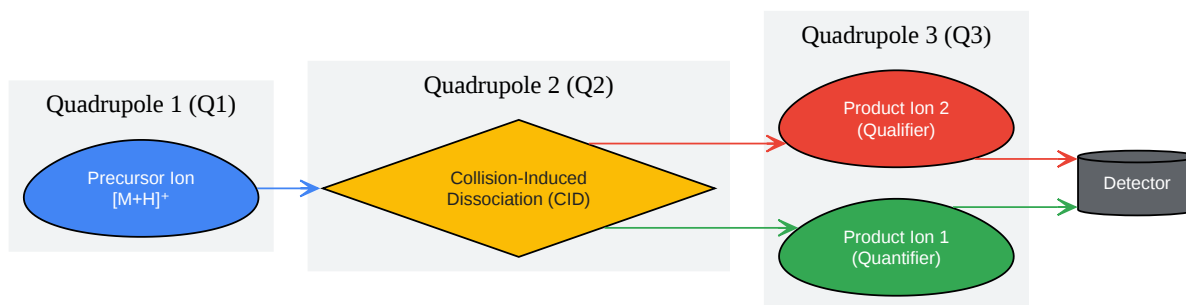 Quadrupole 1 (Q1)
Precursor Ion
[M+H]⁺
Quadrupole 2 (Q2)
Collision-Induced
Dissociation (CID)
Quadrupole 3 (Q3)
Product Ion 2
(Qualifier)
Product Ion 1
(Quantifier)
Detector